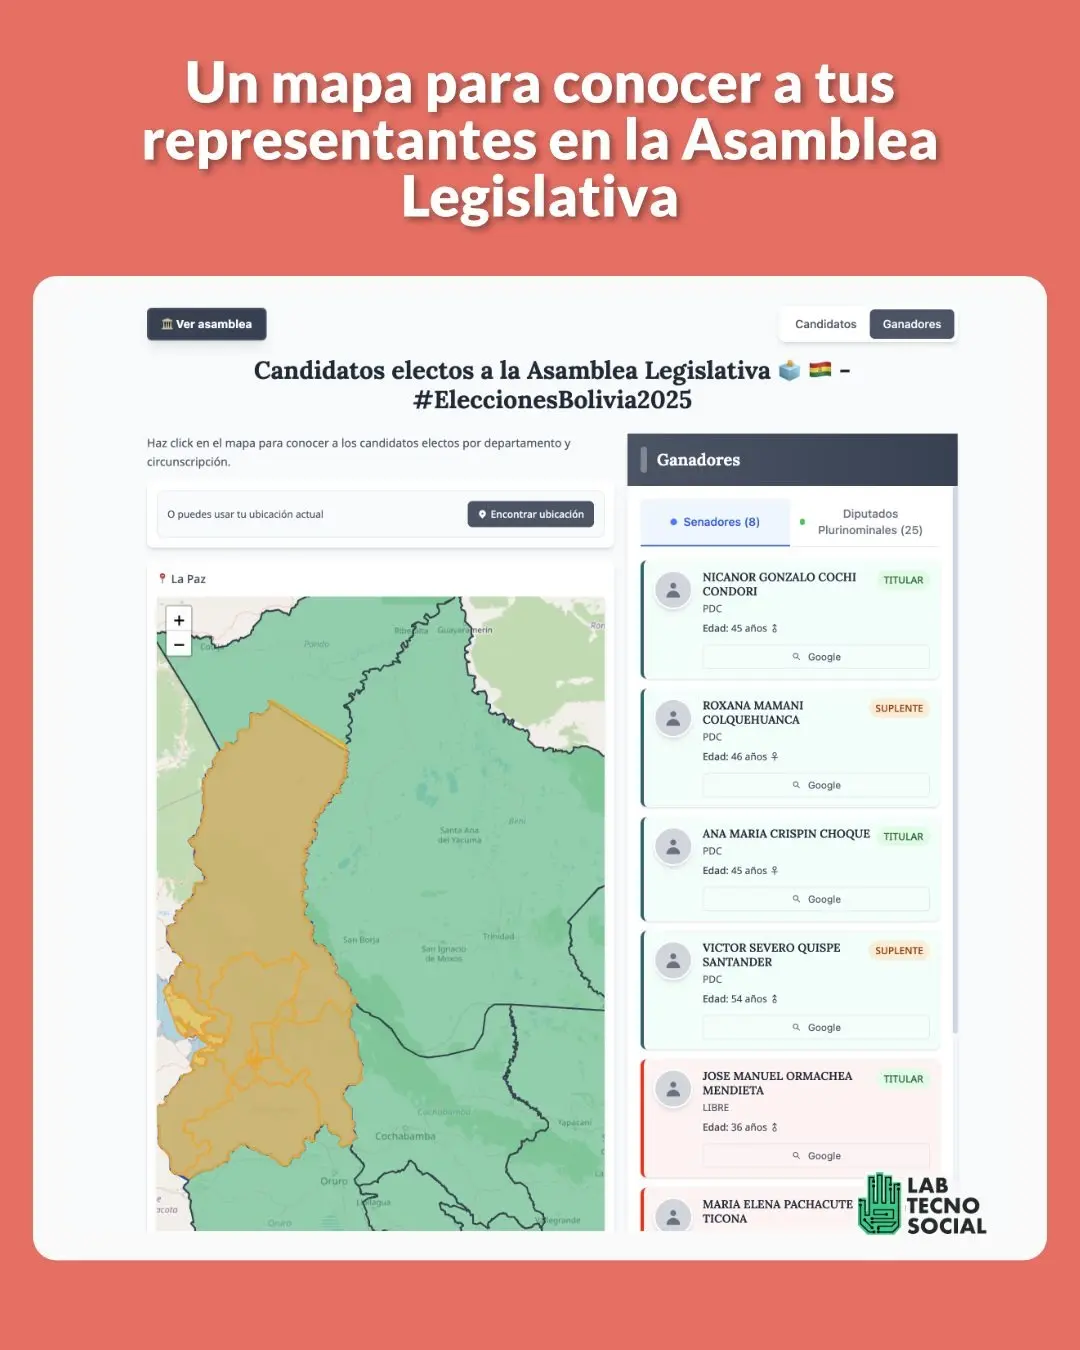 Un mapa para conocer a tus
representantes en la Asamblea
Legislativa
Ver asamblea
Candidatos
Ganadores
Candidatos electos a la Asamblea Legislativa 🗳️ 🇧🇴 -
#EleccionesBolivia2025
Haz click en el mapa para conocer a los candidatos electos por departamento y
circunscripción.
O puedes usar tu ubicación actual
Encontrar ubicación
La Paz
+
−
Pando
Riberalta
Guayaramerín
Santa Ana
del Yacuma
Beni
San Borja
San Ignacio
de Moxos
Trinidad
Cochabamba
Cochabamba
Yapacaní
Oruro
Oruro
Llallagua
Vallegrande
Ganadores
Senadores (8)
Diputados
Plurinominales (25)
NICANOR GONZALO COCHI
CONDORI
TITULAR
PDC
Edad: 45 años
Google
ROXANA MAMANI
COLQUEHUANCA
SUPLENTE
PDC
Edad: 46 años
Google
ANA MARIA CRISPIN CHOQUE
TITULAR
PDC
Edad: 45 años
Google
VICTOR SEVERO QUISPE
SANTANDER
SUPLENTE
PDC
Edad: 54 años
Google
JOSE MANUEL ORMACHEA
MENDIETA
TITULAR
LIBRE
Edad: 36 años
Google
MARIA ELENA PACHACUTE
TICONA
LAB
TECNO
SOCIAL